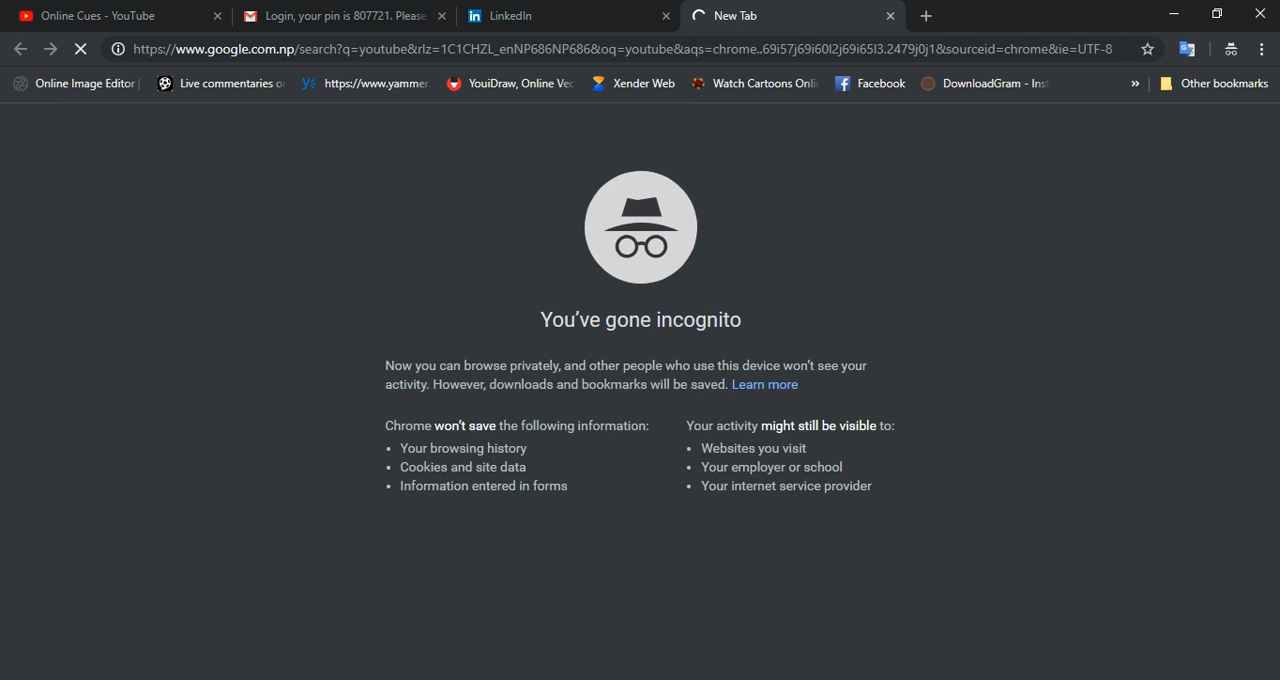 Online Cues - YouTube
Login, your pin is 807721. Please
LinkedIn
New Tab
https://www.google.com.np/search?q=youtube&rlz=1C1CHZL_enNP686NP686&oq=youtube&aqs=chrome..69i57j69i60l2j69i65l3.2479j0j1&sourceid=chrome&ie=UTF-8
Online Image Editor
Live commentaries
https://www.yammer
YouiDraw, Online Vec
Xender Web
Watch Cartoons Onli
Facebook
DownloadGram - Inst
»
Other bookmarks
You've gone incognito
Now you can browse privately, and other people who use this device won't see your
activity. However, downloads and bookmarks will be saved. Learn more
Chrome won't save the following information:
• Your browsing history
• Cookies and site data
• Information entered in forms
Your activity might still be visible to:
• Websites you visit
• Your employer or school
• Your internet service provider